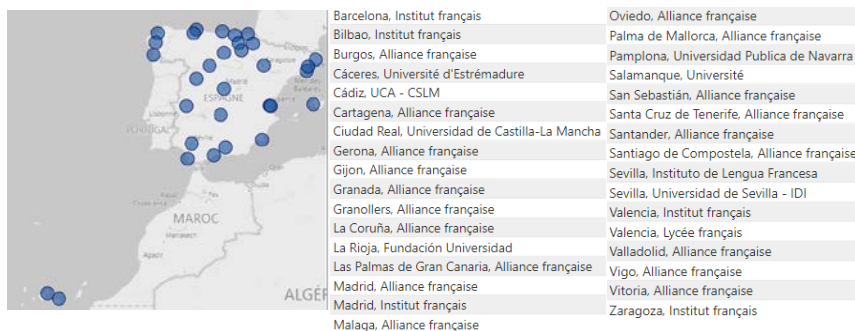 Madrid
ESPAGNE
PORTUGAL
Séville
MAROC
Marrakech
Agadir
ALGÉR
Barcelona, Institut français
Bilbao, Institut français
Burgos, Alliance française
Cáceres, Université d'Estrémadure
Cádiz, UCA - CSLM
Cartagena, Alliance française
Ciudad Real, Universidad de Castilla-La Mancha
Gerona, Alliance française
Gijon, Alliance française
Granada, Alliance française
Granollers, Alliance française
La Coruña, Alliance française
La Rioja, Fundación Universidad
Las Palmas de Gran Canaria, Alliance française
Madrid, Alliance française
Madrid, Institut français
Malaga, Alliance française
Oviedo, Alliance française
Palma de Mallorca, Alliance française
Pamplona, Universidad Publica de Navarra
Salamanque, Université
San Sebastián, Alliance française
Santa Cruz de Tenerife, Alliance française
Santander, Alliance française
Santiago de Compostela, Alliance française
Sevilla, Instituto de Lengua Francesa
Sevilla, Universidad de Sevilla - IDI
Valencia, Institut français
Valencia, Lycée français
Valladolid, Alliance française
Vigo, Alliance française
Vitoria, Alliance française
Zaragoza, Institut français